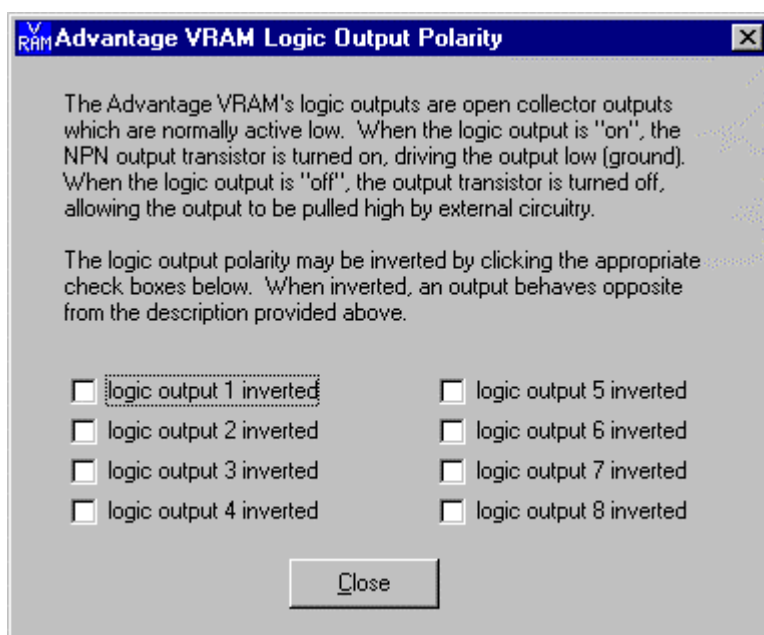 V
RAM Advantage VRAM Logic Output Polarity
The Advantage VRAM's logic outputs are open collector outputs
which are normally active low. When the logic output is "on", the
NPN output transistor is turned on, driving the output low (ground).
When the logic output is "off", the output transistor is turned off,
allowing the output to be pulled high by external circuitry.
The logic output polarity may be inverted by clicking the appropriate
check boxes below. When inverted, an output behaves opposite
from the description provided above.
logic output 1 inverted
logic output 2 inverted
logic output 3 inverted
logic output 4 inverted
logic output 5 inverted
logic output 6 inverted
logic output 7 inverted
logic output 8 inverted
Close